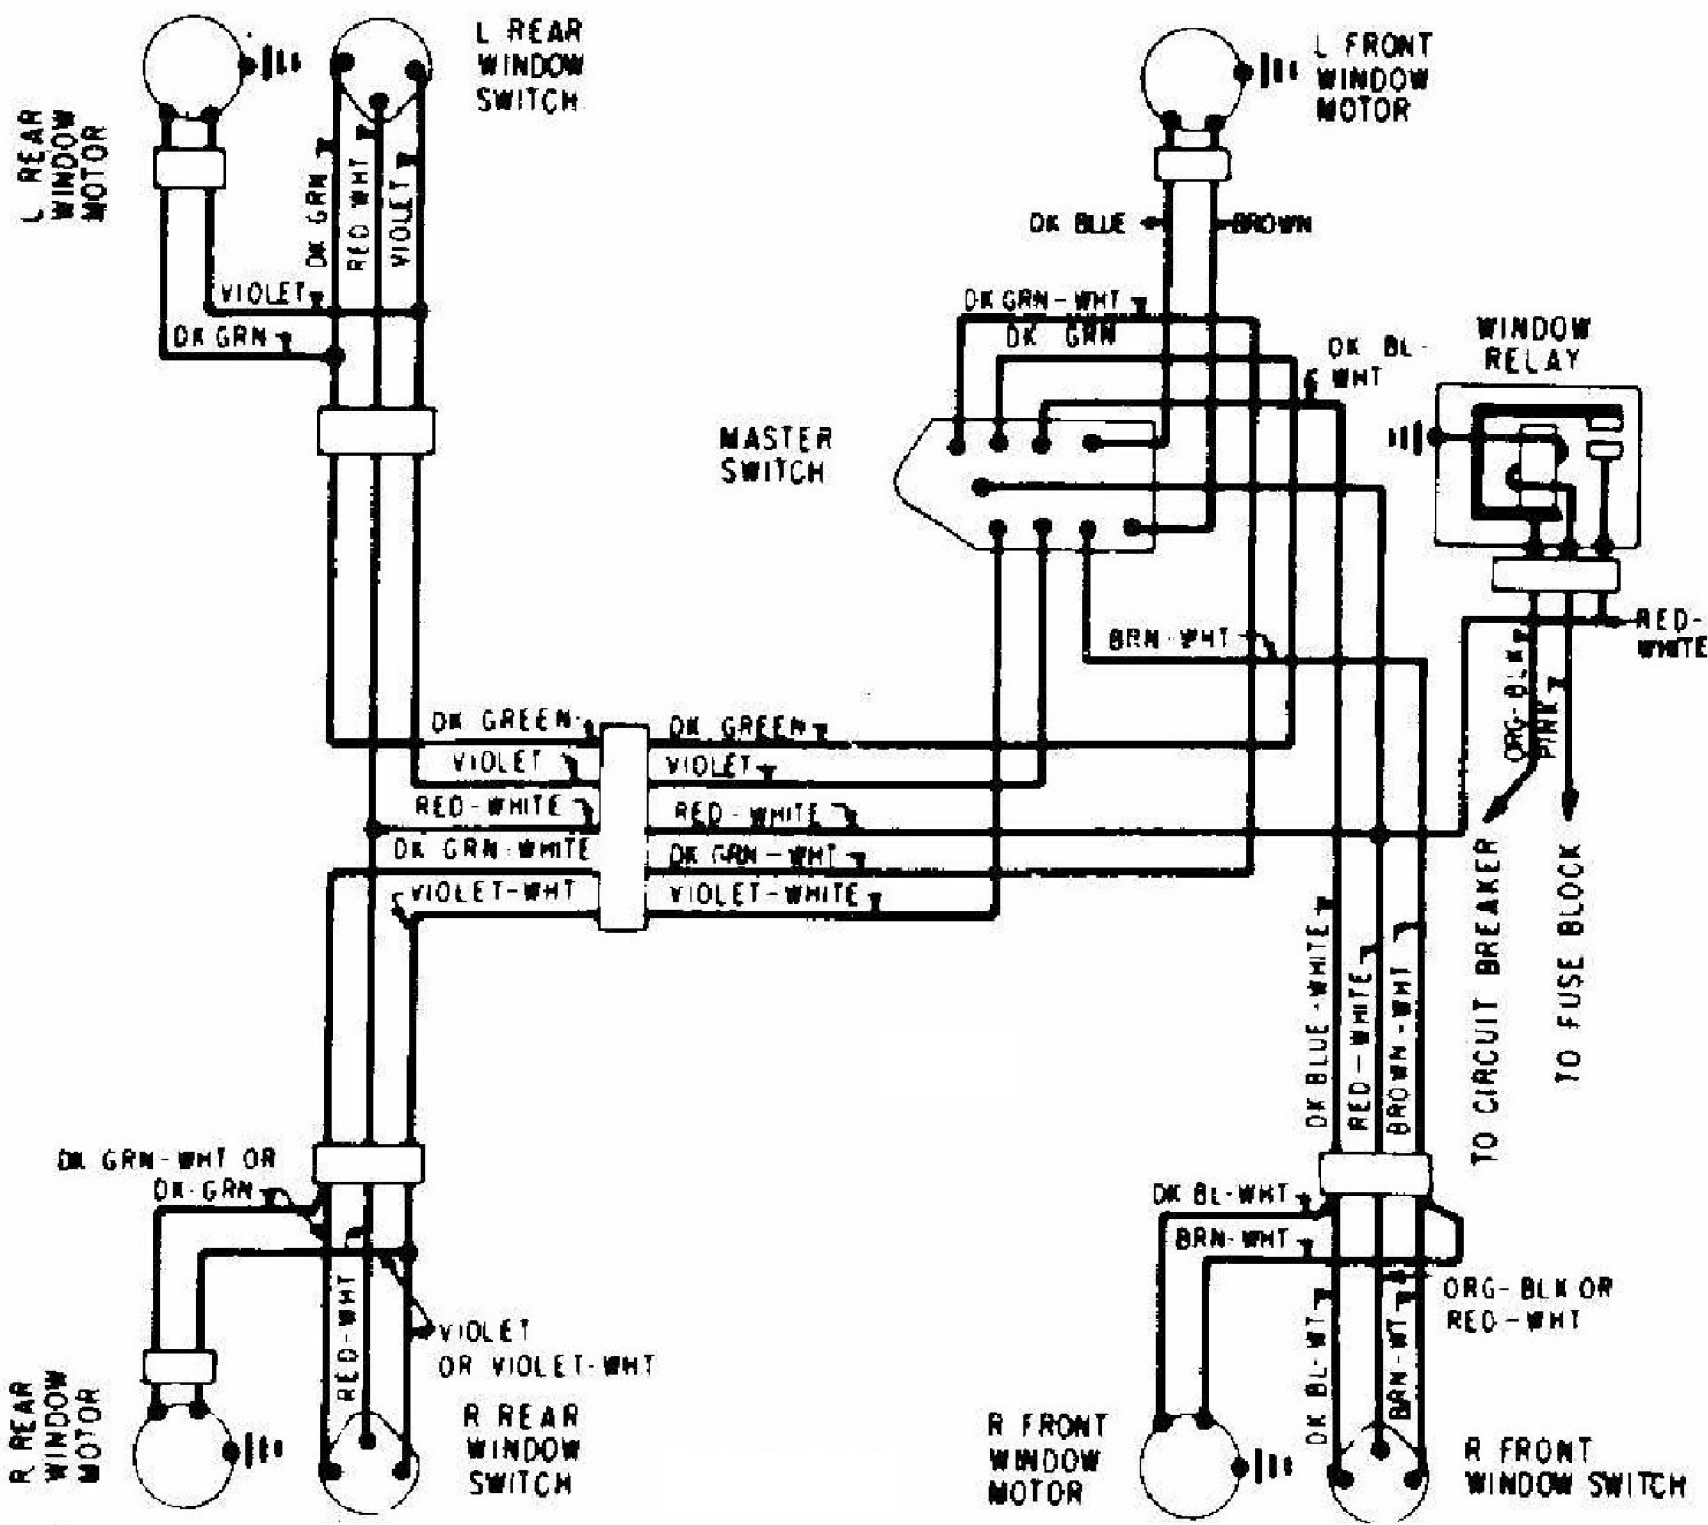 L REAR
WINDOW
SWITCH
L FRONT
WINDOW
MOTOR
L REAR
WINDOW
MOTOR
DK GRN
RED WHT
VIOLET
DK BLUE
BROWN
VIOLET
DK GRN
DK GRN-WHT
DK GRN
DK BL-
WHT
WINDOW
RELAY
MASTER
SWITCH
BRN-WHT
RED-
WHITE
ORG-BLK
PINK
DK GREEN
DK GREEN
VIOLET
VIOLET
RED-WHITE
RED-WHITE
DK GRN-WHITE
DK GRN-WHT
VIOLET-WHT
VIOLET-WHITE
TO CIRCUIT BREAKER
TO FUSE BLOCK
DK BLUE-WHITE
RED-WHITE
BROWN-WHT
DK GRN-WHT OR
DK-GRN
DK BL-WHT
BRN-WHT
RED-WHT
VIOLET
OR VIOLET-WHT
ORG-BLK OR
RED-WHT
DK BL-WT
BRN-WT
R REAR
WINDOW
MOTOR
R REAR
WINDOW
SWITCH
R FRONT
WINDOW
MOTOR
R FRONT
WINDOW SWITCH